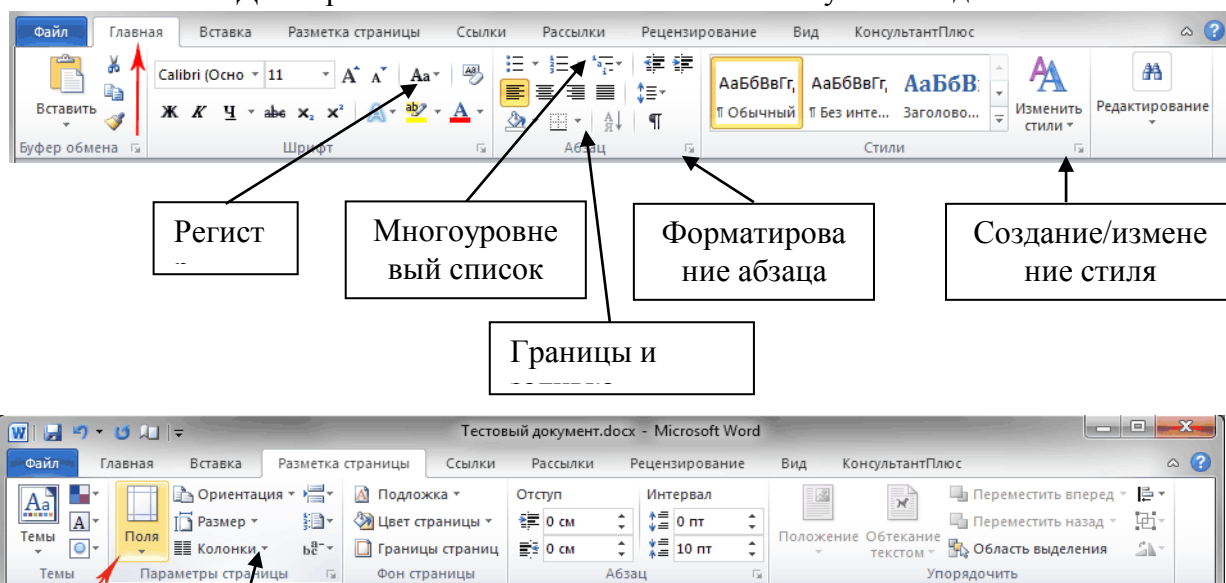 Файл Главная Вставка Разметка страницы Ссылки Рассылки Рецензирование Вид КонсультантПлюс
Calibri (Осно 11 А А Aa
Вставить
Ж К Ч abc x₂ x² A ab A
АаБбВвГг, АаБбВвГг, АаБбВ
¶ Обычный ¶ Без инте... Заголово...
Изменить стили
Редактирование
Буфер обмена Шрифт Абзац Стили
Регист
Многоуровне
вый список
Форматирова
ние абзаца
Создание/измене
ние стиля
Границы и
Тестовый документ.docx - Microsoft Word
Файл Главная Вставка Разметка страницы Ссылки Рассылки Рецензирование Вид КонсультантПлюс
Темы
Поля
Ориентация
Размер
Колонки
Подложка
Цвет страницы
Границы страниц
Отступ
0 см
0 см
Интервал
0 пт
10 пт
Положение
Обтекание
текстом
Переместить вперед
Переместить назад
Область выделения
Темы Параметры страницы Фон страницы Абзац Упорядочить